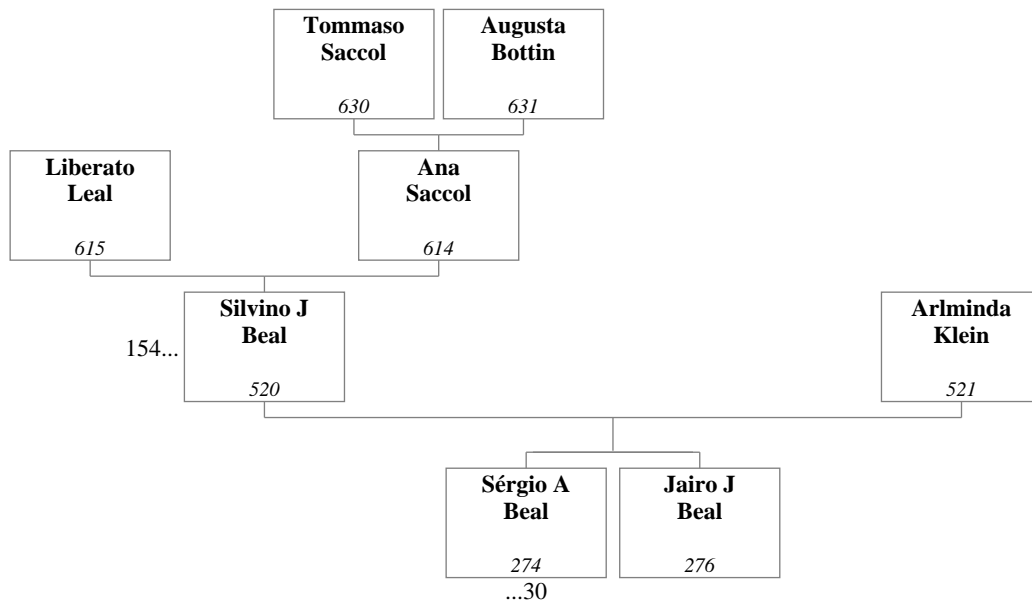 Tommaso
Saccol
630
Augusta
Bottin
631
Liberato
Leal
615
Ana
Saccol
614
Silvino J
Beal
520
154...
Arlminda
Klein
521
Sérgio A
Beal
274
...30
Jairo J
Beal
276